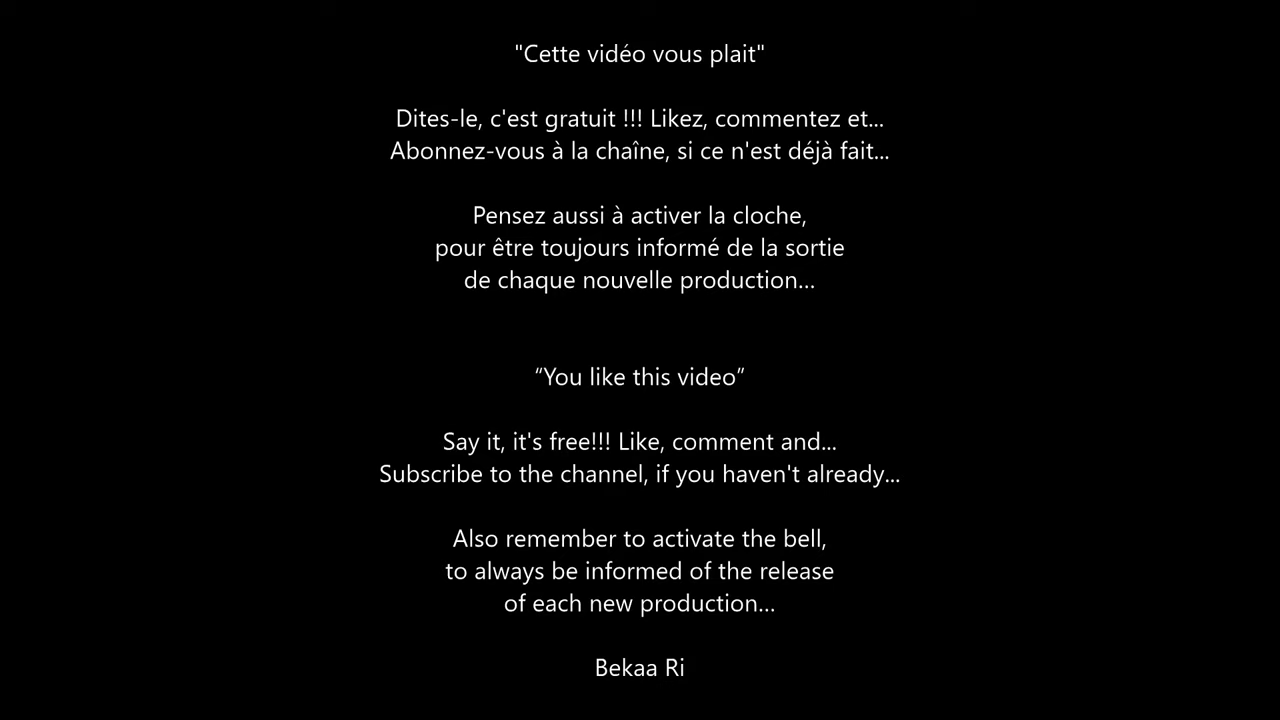 "Cette vidéo vous plait"
Dites-le, c'est gratuit !!! Likez, commentez et...
Abonnez-vous à la chaîne, si ce n'est déjà fait...
Pensez aussi à activer la cloche,
pour être toujours informé de la sortie
de chaque nouvelle production...
“You like this video”
Say it, it's free!!! Like, comment and...
Subscribe to the channel, if you haven't already...
Also remember to activate the bell,
to always be informed of the release
of each new production...
Bekaa Ri